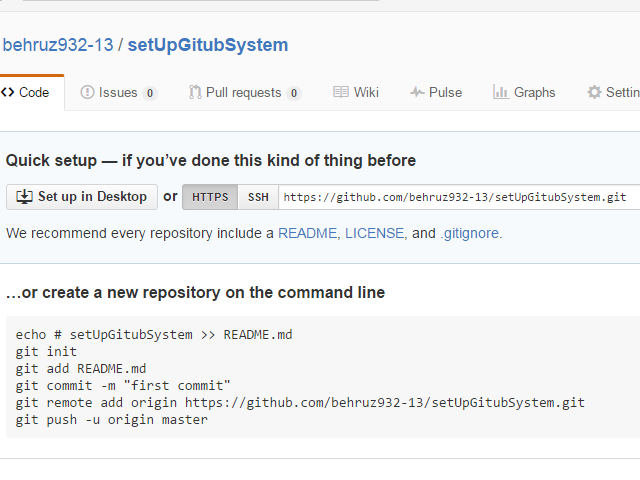 behruz932-13 / setUpGitubSystem
Code Issues 0 Pull requests 0 Wiki Pulse Graphs Settin
Quick setup — if you've done this kind of thing before
Set up in Desktop or HTTPS SSH https://github.com/behruz932-13/setUpGitubSystem.git
We recommend every repository include a README, LICENSE, and .gitignore.
…or create a new repository on the command line
echo # setUpGitubSystem >> README.md
git init
git add README.md
git commit -m "first commit"
git remote add origin https://github.com/behruz932-13/setUpGitubSystem.git
git push -u origin master